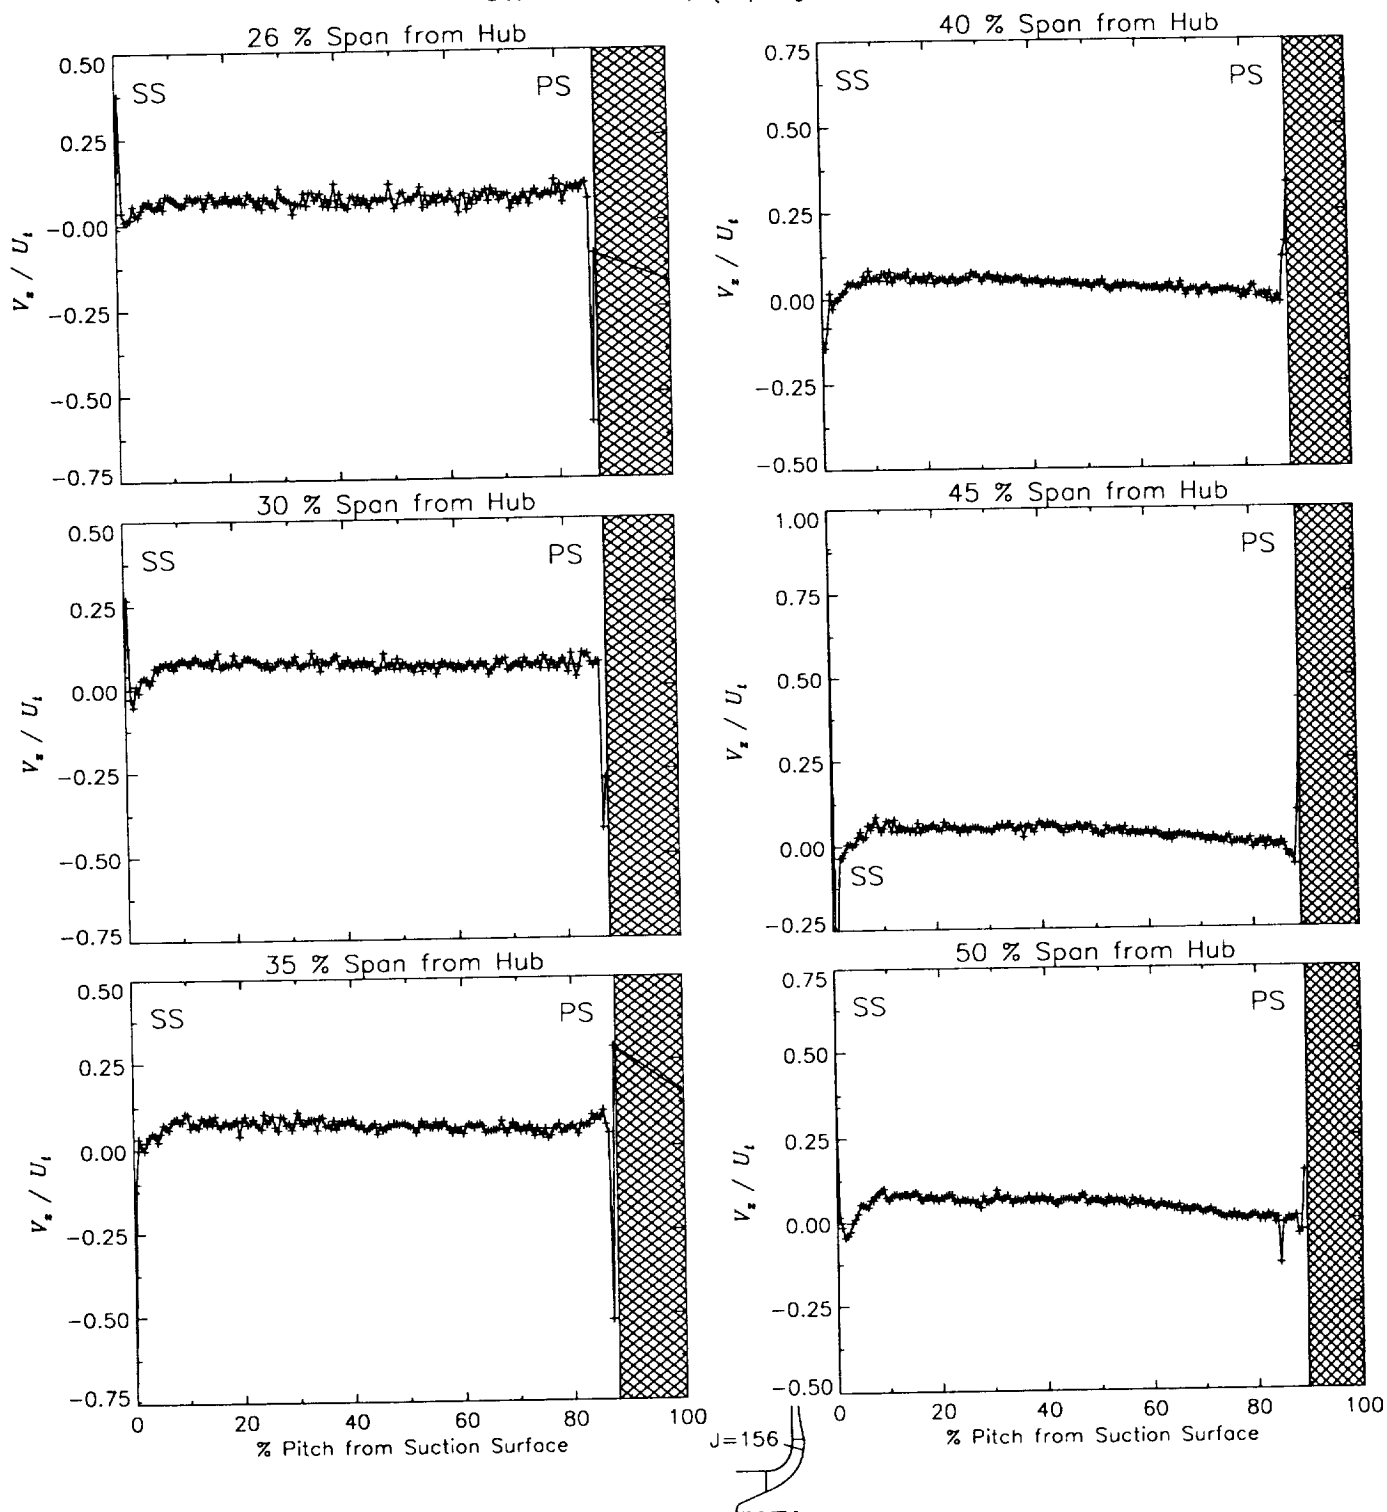 26 % Span from Hub
0.50
0.25
-0.00
-0.25
-0.50
-0.75
SS
PS
V_z / U_t
30 % Span from Hub
0.50
0.25
0.00
-0.25
-0.50
-0.75
SS
PS
V_z / U_t
35 % Span from Hub
0.50
0.25
0.00
-0.25
-0.50
-0.75
SS
PS
V_z / U_t
0 20 40 60 80 100
% Pitch from Suction Surface
40 % Span from Hub
0.75
0.50
0.25
0.00
-0.25
-0.50
SS
PS
V_z / U_t
45 % Span from Hub
1.00
0.75
0.50
0.25
0.00
-0.25
SS
PS
V_z / U_t
50 % Span from Hub
0.75
0.50
0.25
0.00
-0.25
-0.50
SS
PS
V_z / U_t
0 20 40 60 80 100
% Pitch from Suction Surface
J=156